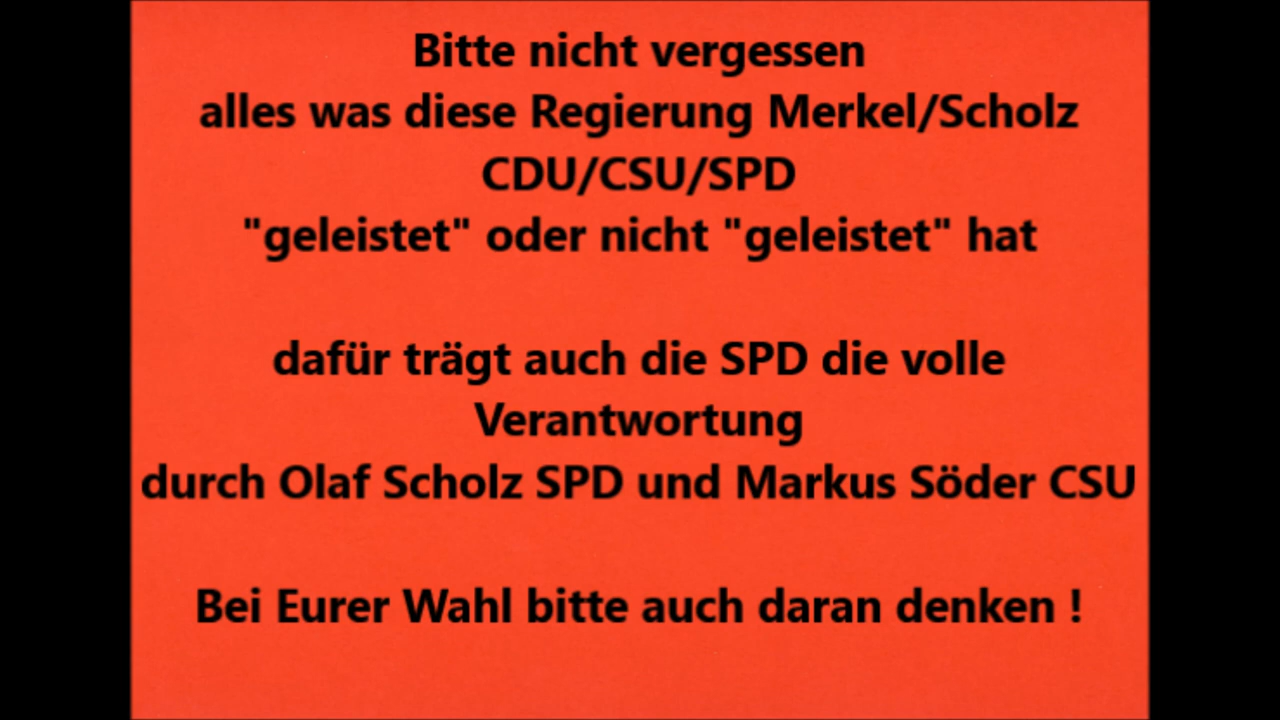 Bitte nicht vergessen
alles was diese Regierung Merkel/Scholz
CDU/CSU/SPD
"geleistet" oder nicht "geleistet" hat
dafür trägt auch die SPD die volle
Verantwortung
durch Olaf Scholz SPD und Markus Söder CSU
Bei Eurer Wahl bitte auch daran denken !